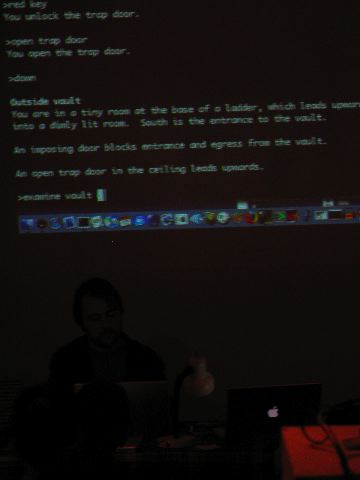 >red key
You unlock the trap door.
>open trap door
You open the trap door.
>down
Outside vault
You are in a tiny room at the base of a ladder, which leads upwar
into a dimly lit room. South is the entrance to the vault.
An imposing door blocks entrance and egress from the vault.
An open trap door in the ceiling leads upwards.
>examine vault